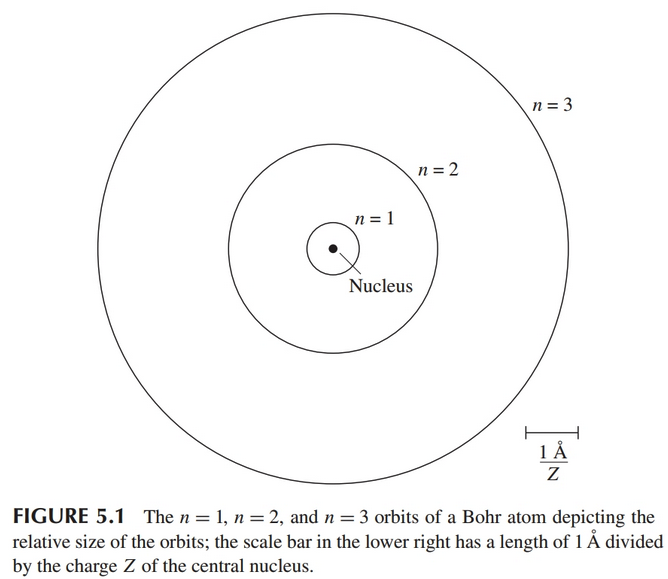 n = 3
n = 2
n = 1
Nucleus
1 Å
Z
FIGURE 5.1 The n = 1, n = 2, and n = 3 orbits of a Bohr atom depicting the
relative size of the orbits; the scale bar in the lower right has a length of 1 Å divided
by the charge Z of the central nucleus.